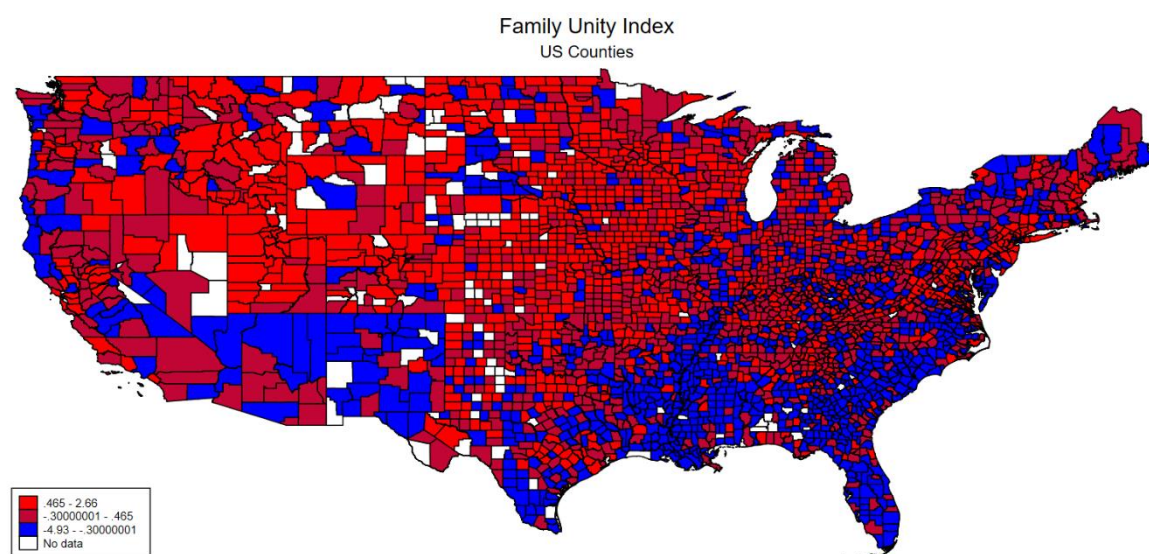 Family Unity Index
US Counties
.465 - 2.66
-.30000001 - .465
-4.93 - -.30000001
No data